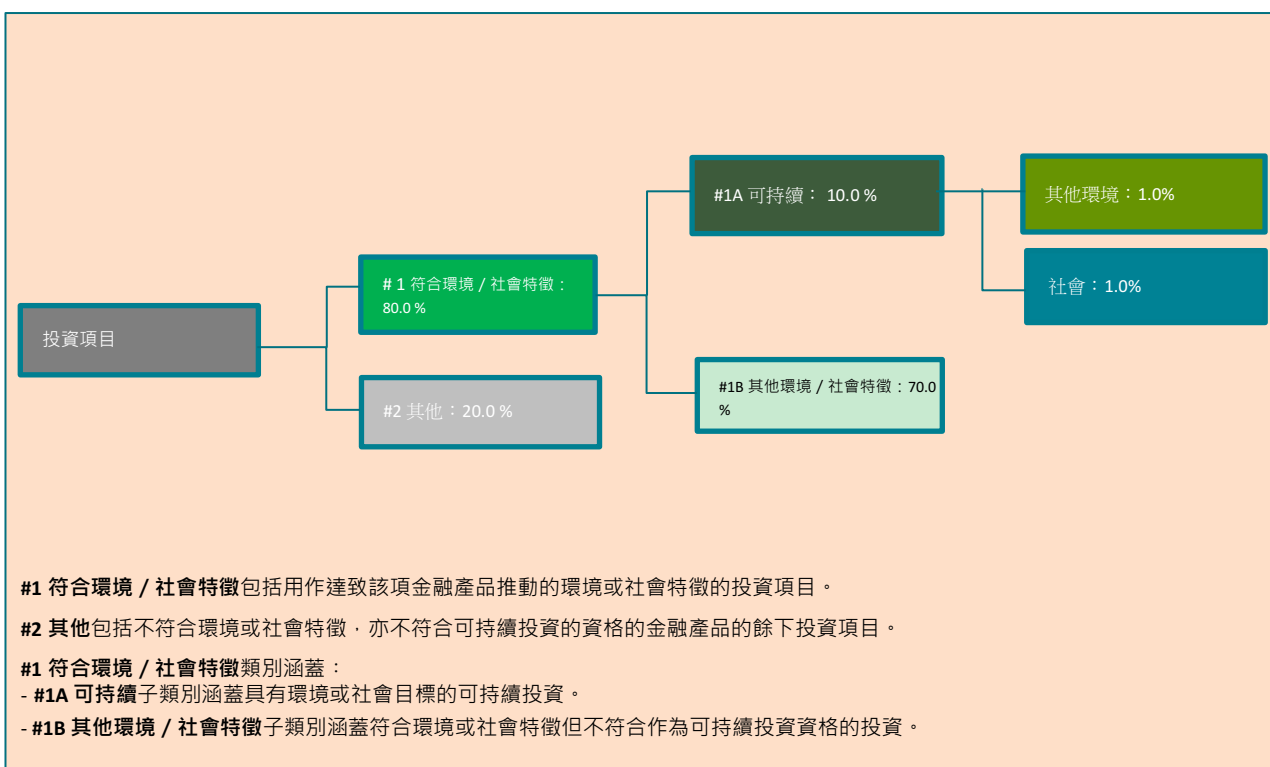 #1A 可持續： 10.0 %
其他環境：1.0%
# 1 符合環境 / 社會特徵：
80.0 %
社會：1.0%
投資項目
#1B 其他環境 / 社會特徵：70.0
%
#2 其他：20.0 %
#1 符合環境 / 社會特徵包括用作達致該項金融產品推動的環境或社會特徵的投資項目。
#2 其他包括不符合環境或社會特徵，亦不符合可持續投資的資格的金融產品的餘下投資項目。
#1 符合環境 / 社會特徵類別涵蓋：
- #1A 可持續子類別涵蓋具有環境或社會目標的可持續投資。
- #1B 其他環境 / 社會特徵子類別涵蓋符合環境或社會特徵但不符合作為可持續投資資格的投資。